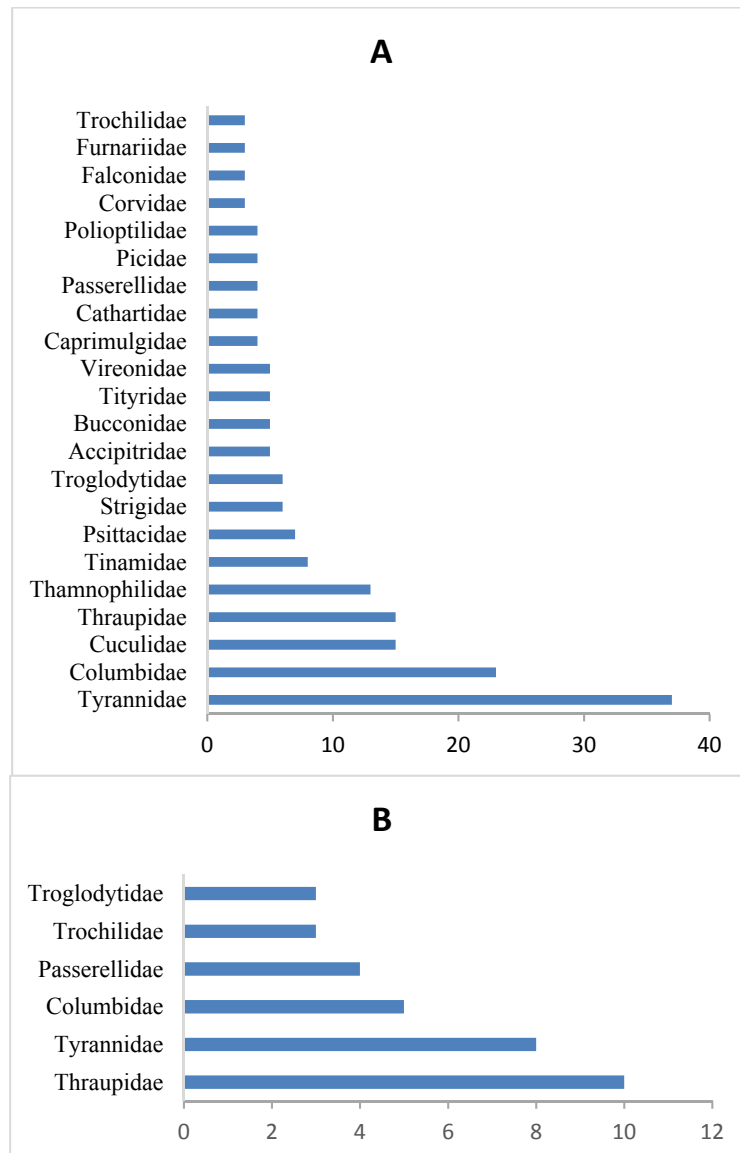 A
Trochilidae
Furnariidae
Falconidae
Corvidae
Polioptilidae
Picidae
Passerellidae
Cathartidae
Caprimulgidae
Vireonidae
Tityridae
Bucconidae
Accipitridae
Troglodytidae
Strigidae
Psittacidae
Tinamidae
Thamnophilidae
Thraupidae
Cuculidae
Columbidae
Tyrannidae
0 10 20 30 40
B
Troglodytidae
Trochilidae
Passerellidae
Columbidae
Tyrannidae
Thraupidae
0 2 4 6 8 10 12